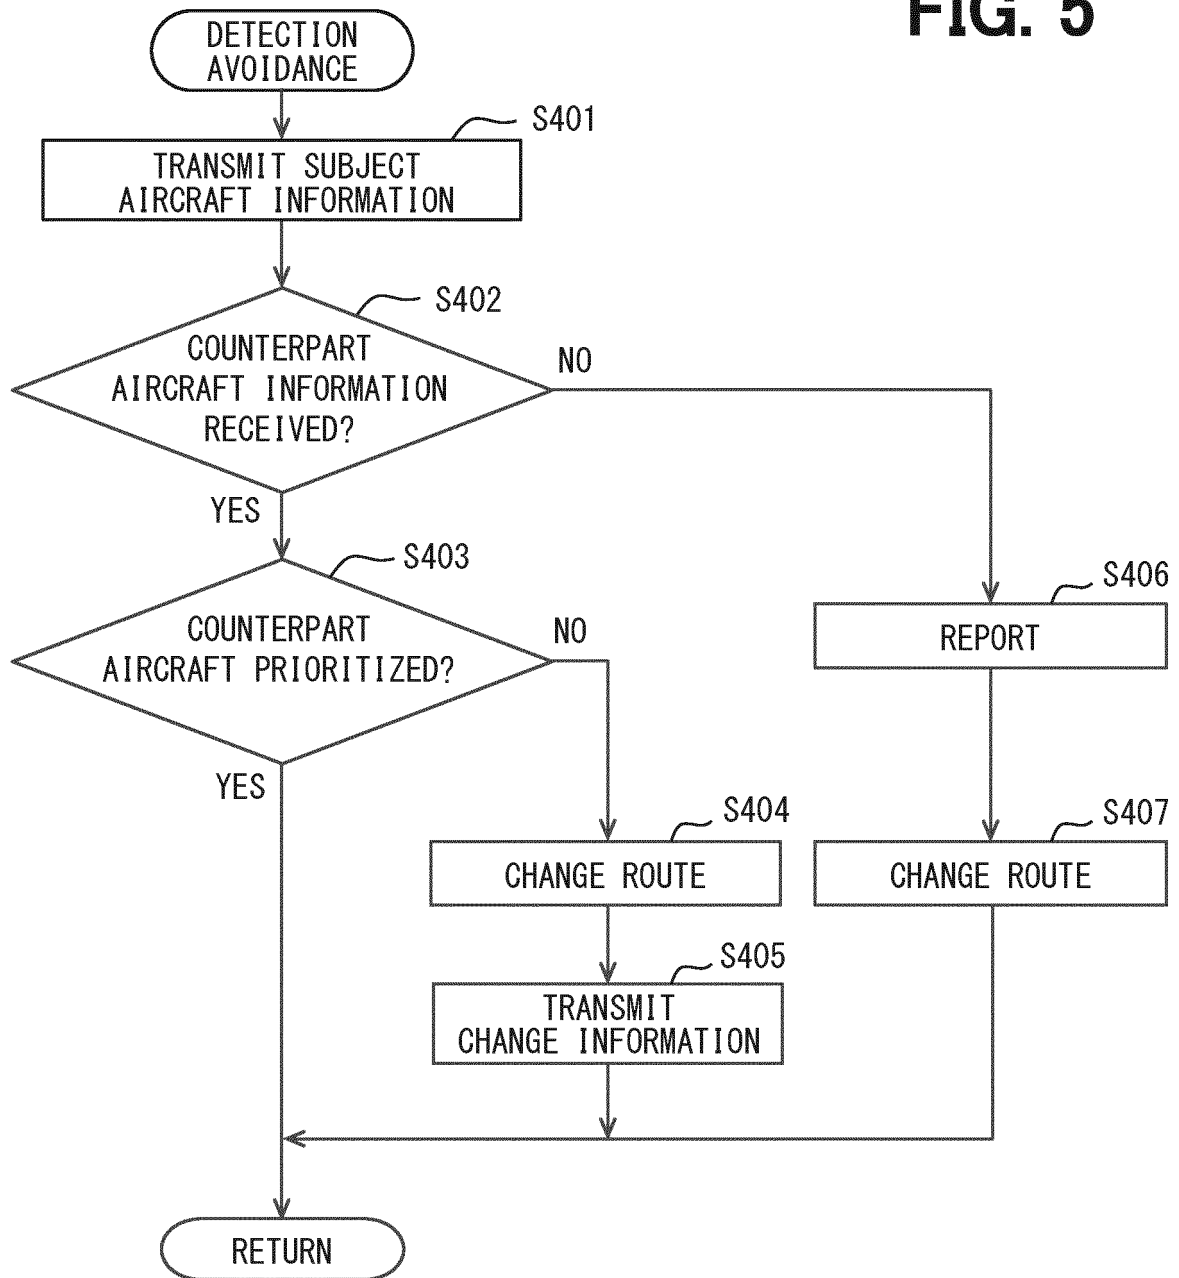 FIG. 5
DETECTION
AVOIDANCE
S401
TRANSMIT SUBJECT
AIRCRAFT INFORMATION
S402
COUNTERPART
AIRCRAFT INFORMATION
RECEIVED?
NO
YES
S403
COUNTERPART
AIRCRAFT PRIORITIZED?
NO
YES
S406
REPORT
S404
CHANGE ROUTE
S407
CHANGE ROUTE
S405
TRANSMIT
CHANGE INFORMATION
RETURN